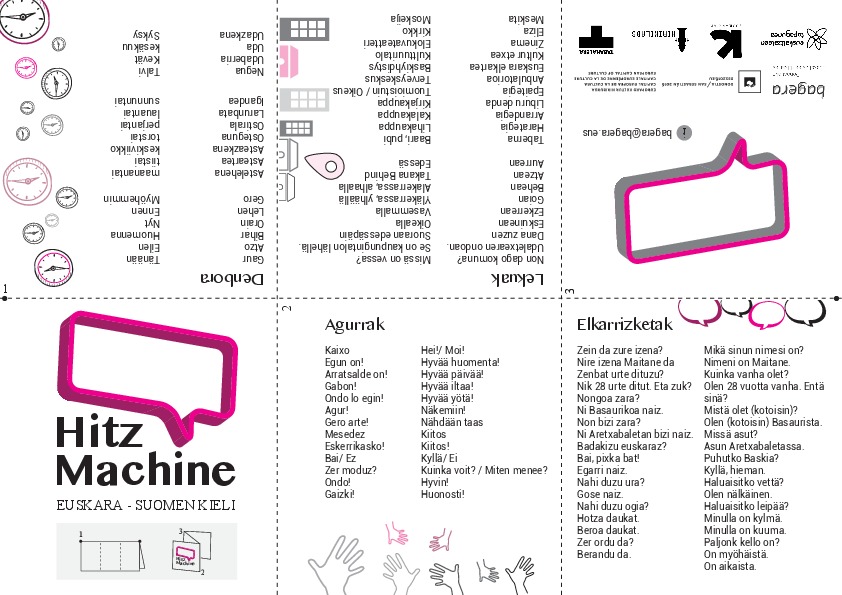 Hitz
Machine
EUSKARA - SUOMEN KIELI
1
3
2
Hitz
Machine
Agurrak
Kaixo Hei!/ Moi!
Egun on! Hyvää huomenta!
Arratsalde on! Hyvää päivää!
Gabon! Hyvää iltaa!
Ondo lo egin! Hyvää yötä!
Agur! Näkemiin!
Gero arte! Nähdään taas
Mesedez Kiitos
Eskerrikasko! Kiitos!
Bai/ Ez Kyllä/ Ei
Zer moduz? Kuinka voit? / Miten menee?
Ondo! Hyvin!
Gaizki! Huonosti!
Elkarrizketak
Zein da zure izena?
Nire izena Maitane da
Zenbat urte dituzu?
Nik 28 urte ditut. Eta zuk?
Nongoa zara?
Ni Basaurikoa naiz.
Non bizi zara?
Ni Aretxabaletan bizi naiz.
Badakizu euskaraz?
Bai, pixka bat!
Egarri naiz.
Nahi duzu ura?
Gose naiz.
Nahi duzu ogia?
Hotza daukat.
Beroa daukat.
Zer ordu da?
Berandu da.
Mikä sinun nimesi on?
Nimeni on Maitane.
Kuinka vanha olet?
Olen 28 vuotta vanha. Entä
sinä?
Mistä olet (kotoisin)?
Olen (kotoisin) Basaurista.
Missä asut?
Asun Aretxabaletassa.
Puhutko Baskia?
Kyllä, hieman.
Haluaisitko vettä?
Olen nälkäinen.
Haluaisitko leipää?
Minulla on kylmä.
Minulla on kuuma.
Paljonk kello on?
On myöhäistä.
On aikaista.
1
Denbora
Gaur Tänään
Atzo Eilen
Bihar Huomenna
Orain Nyt
Lehen Ennen
Gero Myöhemmin
Astelehena maanantai
Asteartea tiistai
Asteazkena keskiviikko
Osteguna torstai
Ostirala perjantai
Larunbata lauantai
Igandea sunnuntai
Negua Talvi
Udaberria Kevät
Uda kesäkuu
Udazkena Syksy
2
Lekuak
Non dago komuna? Missä on vessa?
Udaletxearen ondoan. Se on kaupungintalon lähellä.
Dana zuzen Suoraan edessäpäin
Eskuinean Oikealla
Ezkerrean Vasemmalla
Goian Yläkerrassa, ylhäällä
Behean Alakerrassa, alhaalla
Atzean Takana Behind
Aurrean Edessä
Taberna Baari, pubi
Harategia Lihakauppa
Arrandegia Kalakauppa
Liburu denda Kirjakauppa
Epaitegia Tuomioistuin / Oikeus
Anbulatorioa Terveyskeskus
Euskara elkartea Baskiyhdistys
Kultur etxea Kulttuuritalo
Zinema Elokuvateatteri
Eliza Kirkko
Meskita Moskeija
3
bagera@bagera.eus
bagera
euskaltzaleen
topagunea
TABAKALERA